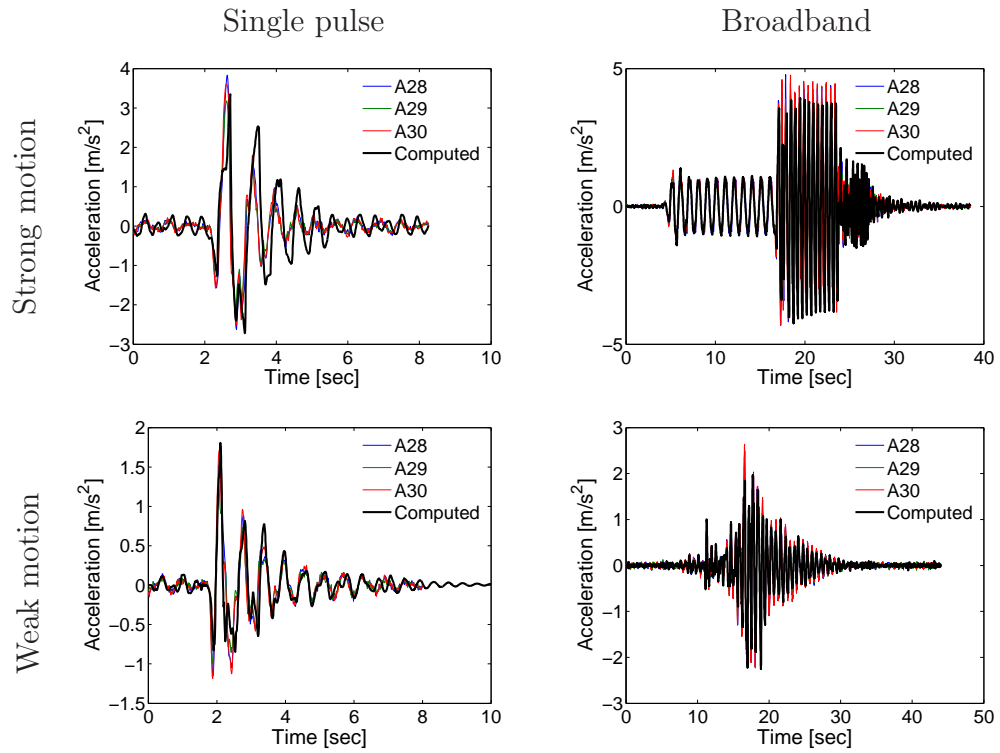 Single pulse
Broadband
Strong motion
Weak motion
4
3
2
1
0
−1
−2
−3
0
2
4
6
8
10
Time [sec]
Acceleration [m/s²]
A28
A29
A30
Computed
5
0
−5
0
10
20
30
40
Time [sec]
Acceleration [m/s²]
A28
A29
A30
Computed
2
1.5
1
0.5
0
−0.5
−1
−1.5
0
2
4
6
8
10
Time [sec]
Acceleration [m/s²]
A28
A29
A30
Computed
3
2
1
0
−1
−2
−3
0
10
20
30
40
50
Time [sec]
Acceleration [m/s²]
A28
A29
A30
Computed